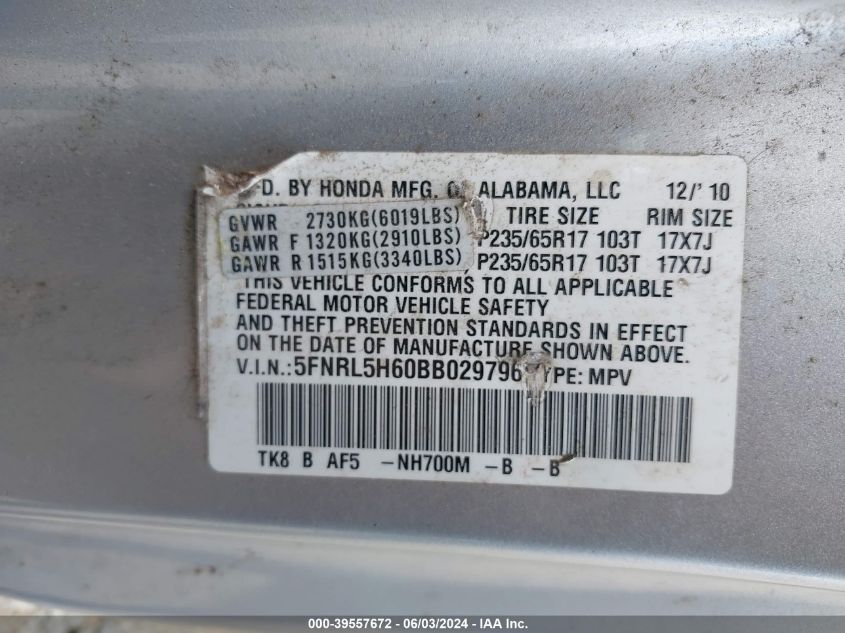 BY HONDA MFG. ALABAMA, LLC 12/'10
GVWR 2730KG(6019LBS) TIRE SIZE RIM SIZE
GAWR F 1320KG(2910LBS) P235/65R17 103T 17X7J
GAWR R 1515KG(3340LBS) P235/65R17 103T 17X7J
THIS VEHICLE CONFORMS TO ALL APPLICABLE
FEDERAL MOTOR VEHICLE SAFETY
AND THEFT PREVENTION STANDARDS IN EFFECT
ON THE DATE OF MANUFACTURE SHOWN ABOVE.
V.I.N.: 5FNRL5H60BB029796 TYPE: MPV
TK8 B AF5 -NH700M -B -B
000-39557672 - 06/03/2024 - IAA Inc.